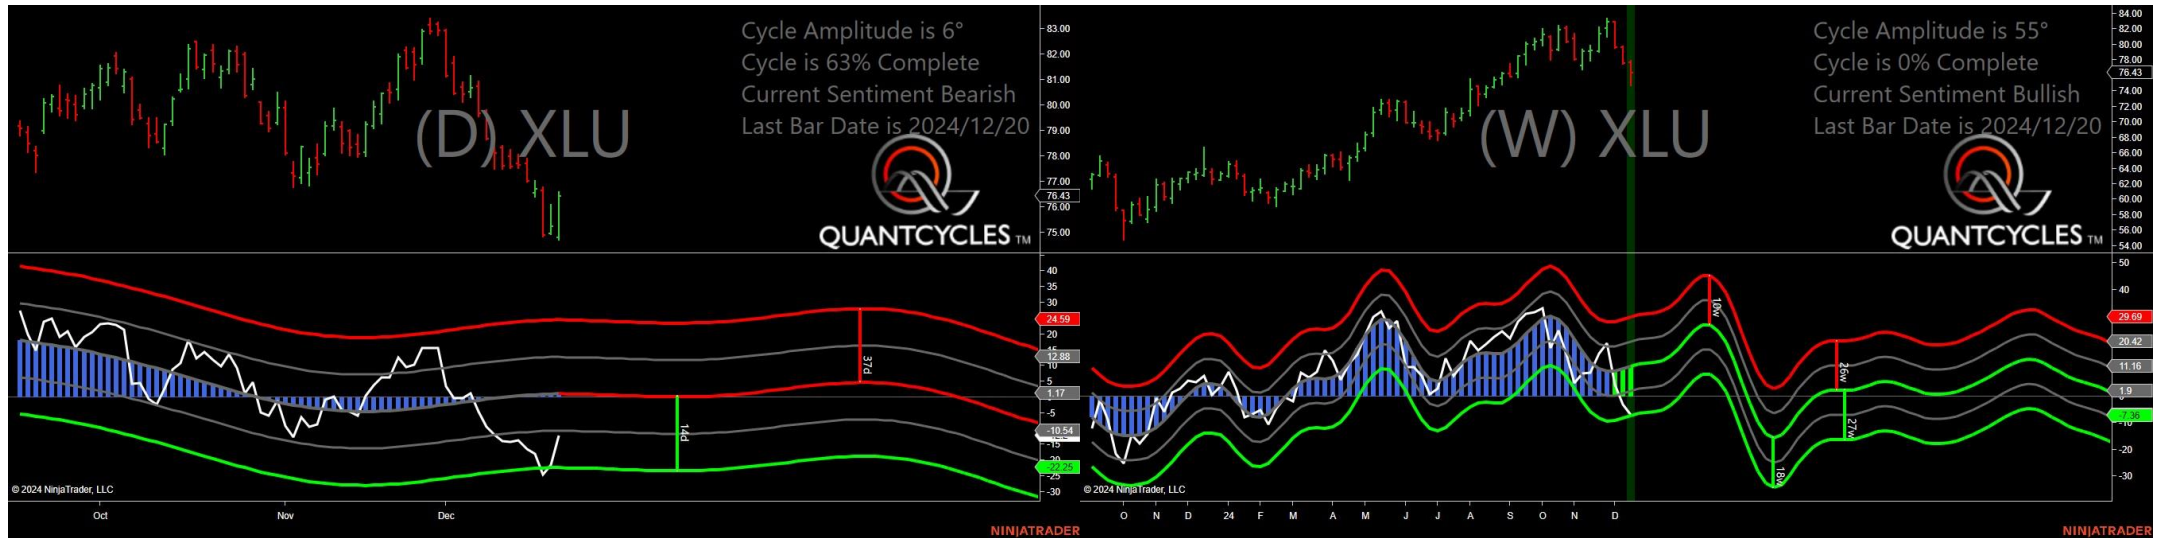 Cycle Amplitude is 6°
Cycle is 63% Complete
Current Sentiment Bearish
Last Bar Date is 2024/12/20
(D) XLU
QUANTCYCLES TM
83.00
82.00
81.00
80.00
79.00
78.00
77.00
76.43
76.00
75.00
40
35
30
24.59
20
12.88
10
5
1.17
-5
-10.54
-15
-22.25
-25
-30
37d
14d
© 2024 NinjaTrader, LLC
Oct Nov Dec
NINJATRADER
Cycle Amplitude is 55°
Cycle is 0% Complete
Current Sentiment Bullish
Last Bar Date is 2024/12/20
(W) XLU
QUANTCYCLES TM
84.00
82.00
80.00
78.00
76.43
74.00
72.00
70.00
68.00
66.00
64.00
62.00
60.00
58.00
56.00
54.00
50
40
29.69
20.42
11.16
1.9
-7.36
-10
-20
-30
10w
26w
27w
18w
© 2024 NinjaTrader, LLC
O N D 24 F M A M J J A S O N D
NINJATRADER